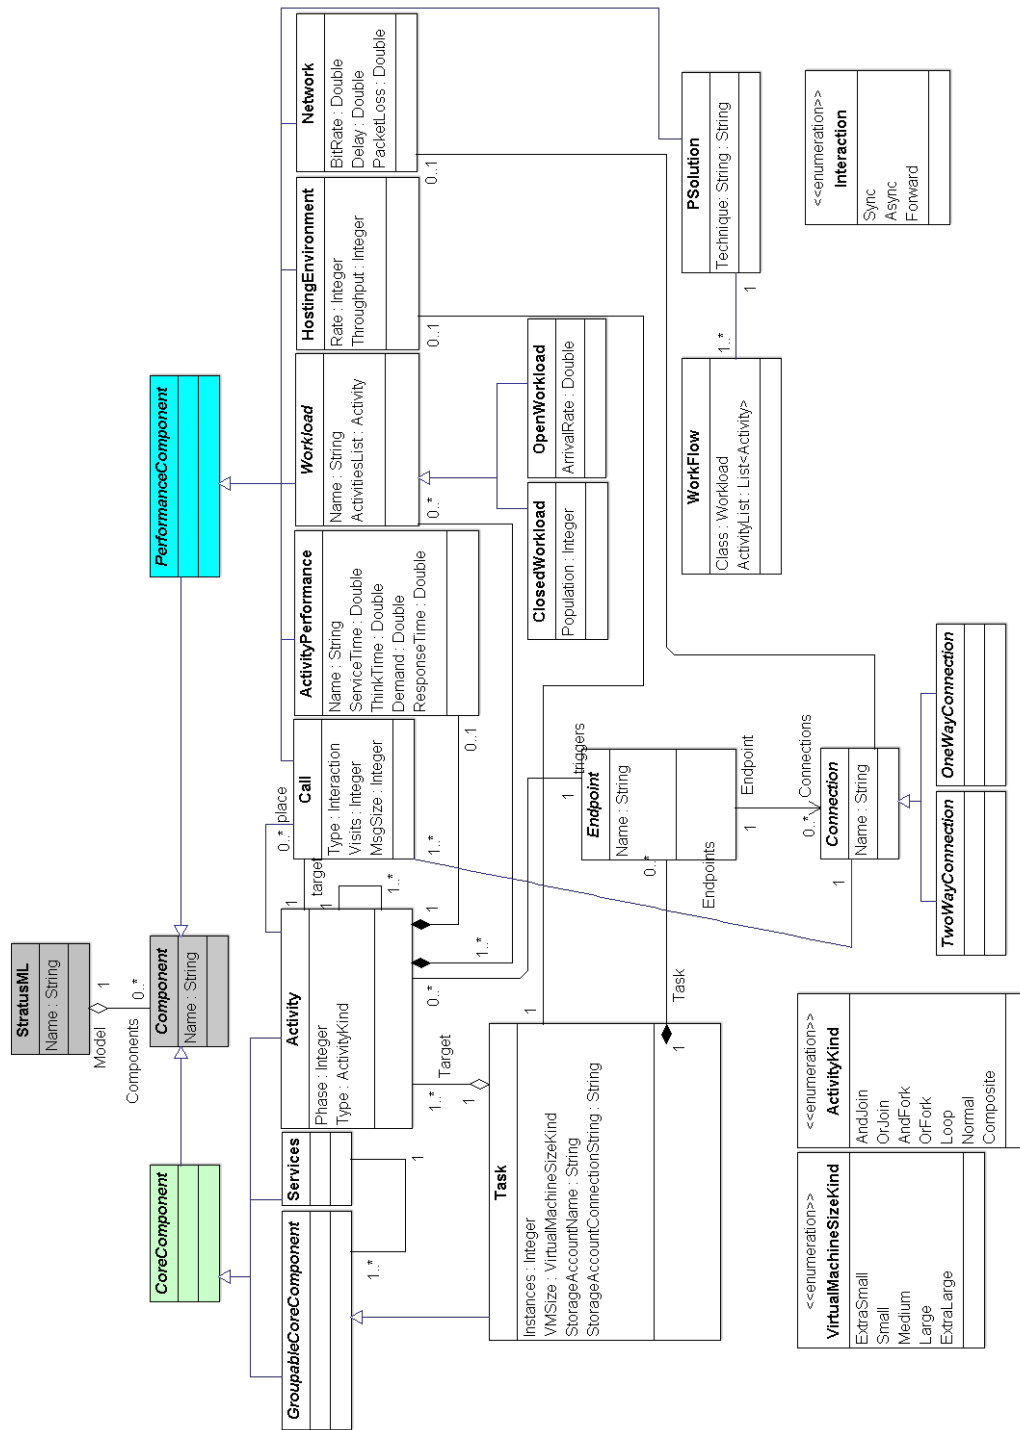 StratusML
Name : String
Model
1
Components
0..*
Component
Name : String
CoreComponent
PerformanceComponent
GroupableCoreComponent
1..*
1
Services
Activity
Phase : Integer
Type : ActivityKind
1
target
1
1..*
0..* place
Call
Type : Interaction
Visits : Integer
MsgSize : Integer
1..*
ActivityPerformance
Name : String
ServiceTime : Double
ThinkTime : Double
Demand : Double
ResponseTime : Double
0..1
1
1..*
0..*
Workload
Name : String
ActivitiesList : Activity
0..*
HostingEnvironment
Rate : Integer
Throughput : Integer
0..1
Network
BitRate : Double
Delay : Double
PacketLoss : Double
0..1
1..*
Target
1
Task
Instances : Integer
VMSize : VirtualMachineSizeKind
StorageAccountName : String
StorageAccountConnectionString : String
1
1
Task
ClosedWorkload
Population : Integer
OpenWorkload
ArrivalRate : Double
1
triggers
Endpoint
Name : String
0..*
Endpoints
1
Endpoint
0..*
Connections
Connection
Name : String
1
TwoWayConnection
OneWayConnection
WorkFlow
Class : Workload
ActivityList : List<Activity>
1..*
1
PSolution
Technique: String : String
<<enumeration>>
VirtualMachineSizeKind
ExtraSmall
Small
Medium
Large
ExtraLarge
<<enumeration>>
ActivityKind
AndJoin
OrJoin
AndFork
OrFork
Loop
Normal
Composite
<<enumeration>>
Interaction
Sync
Async
Forward